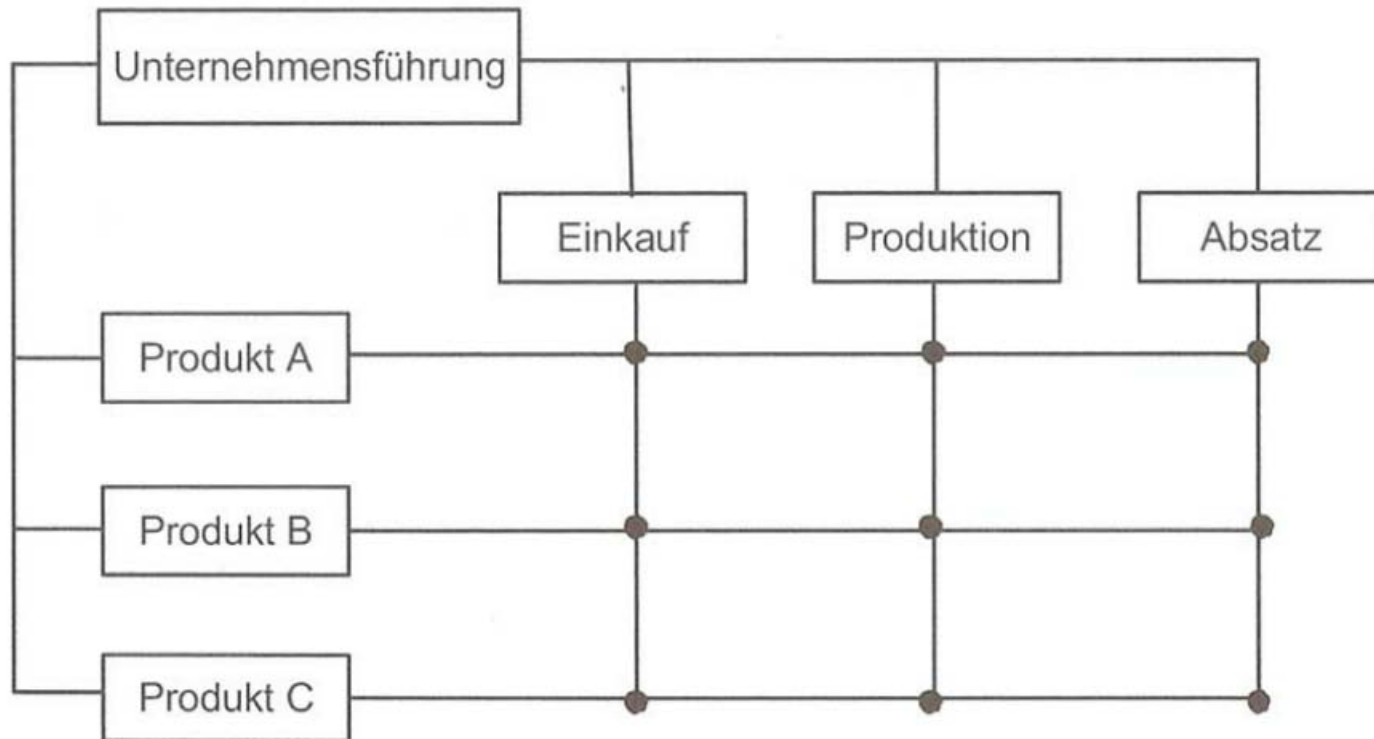 Unternehmensführung
Einkauf
Produktion
Absatz
Produkt A
Produkt B
Produkt C